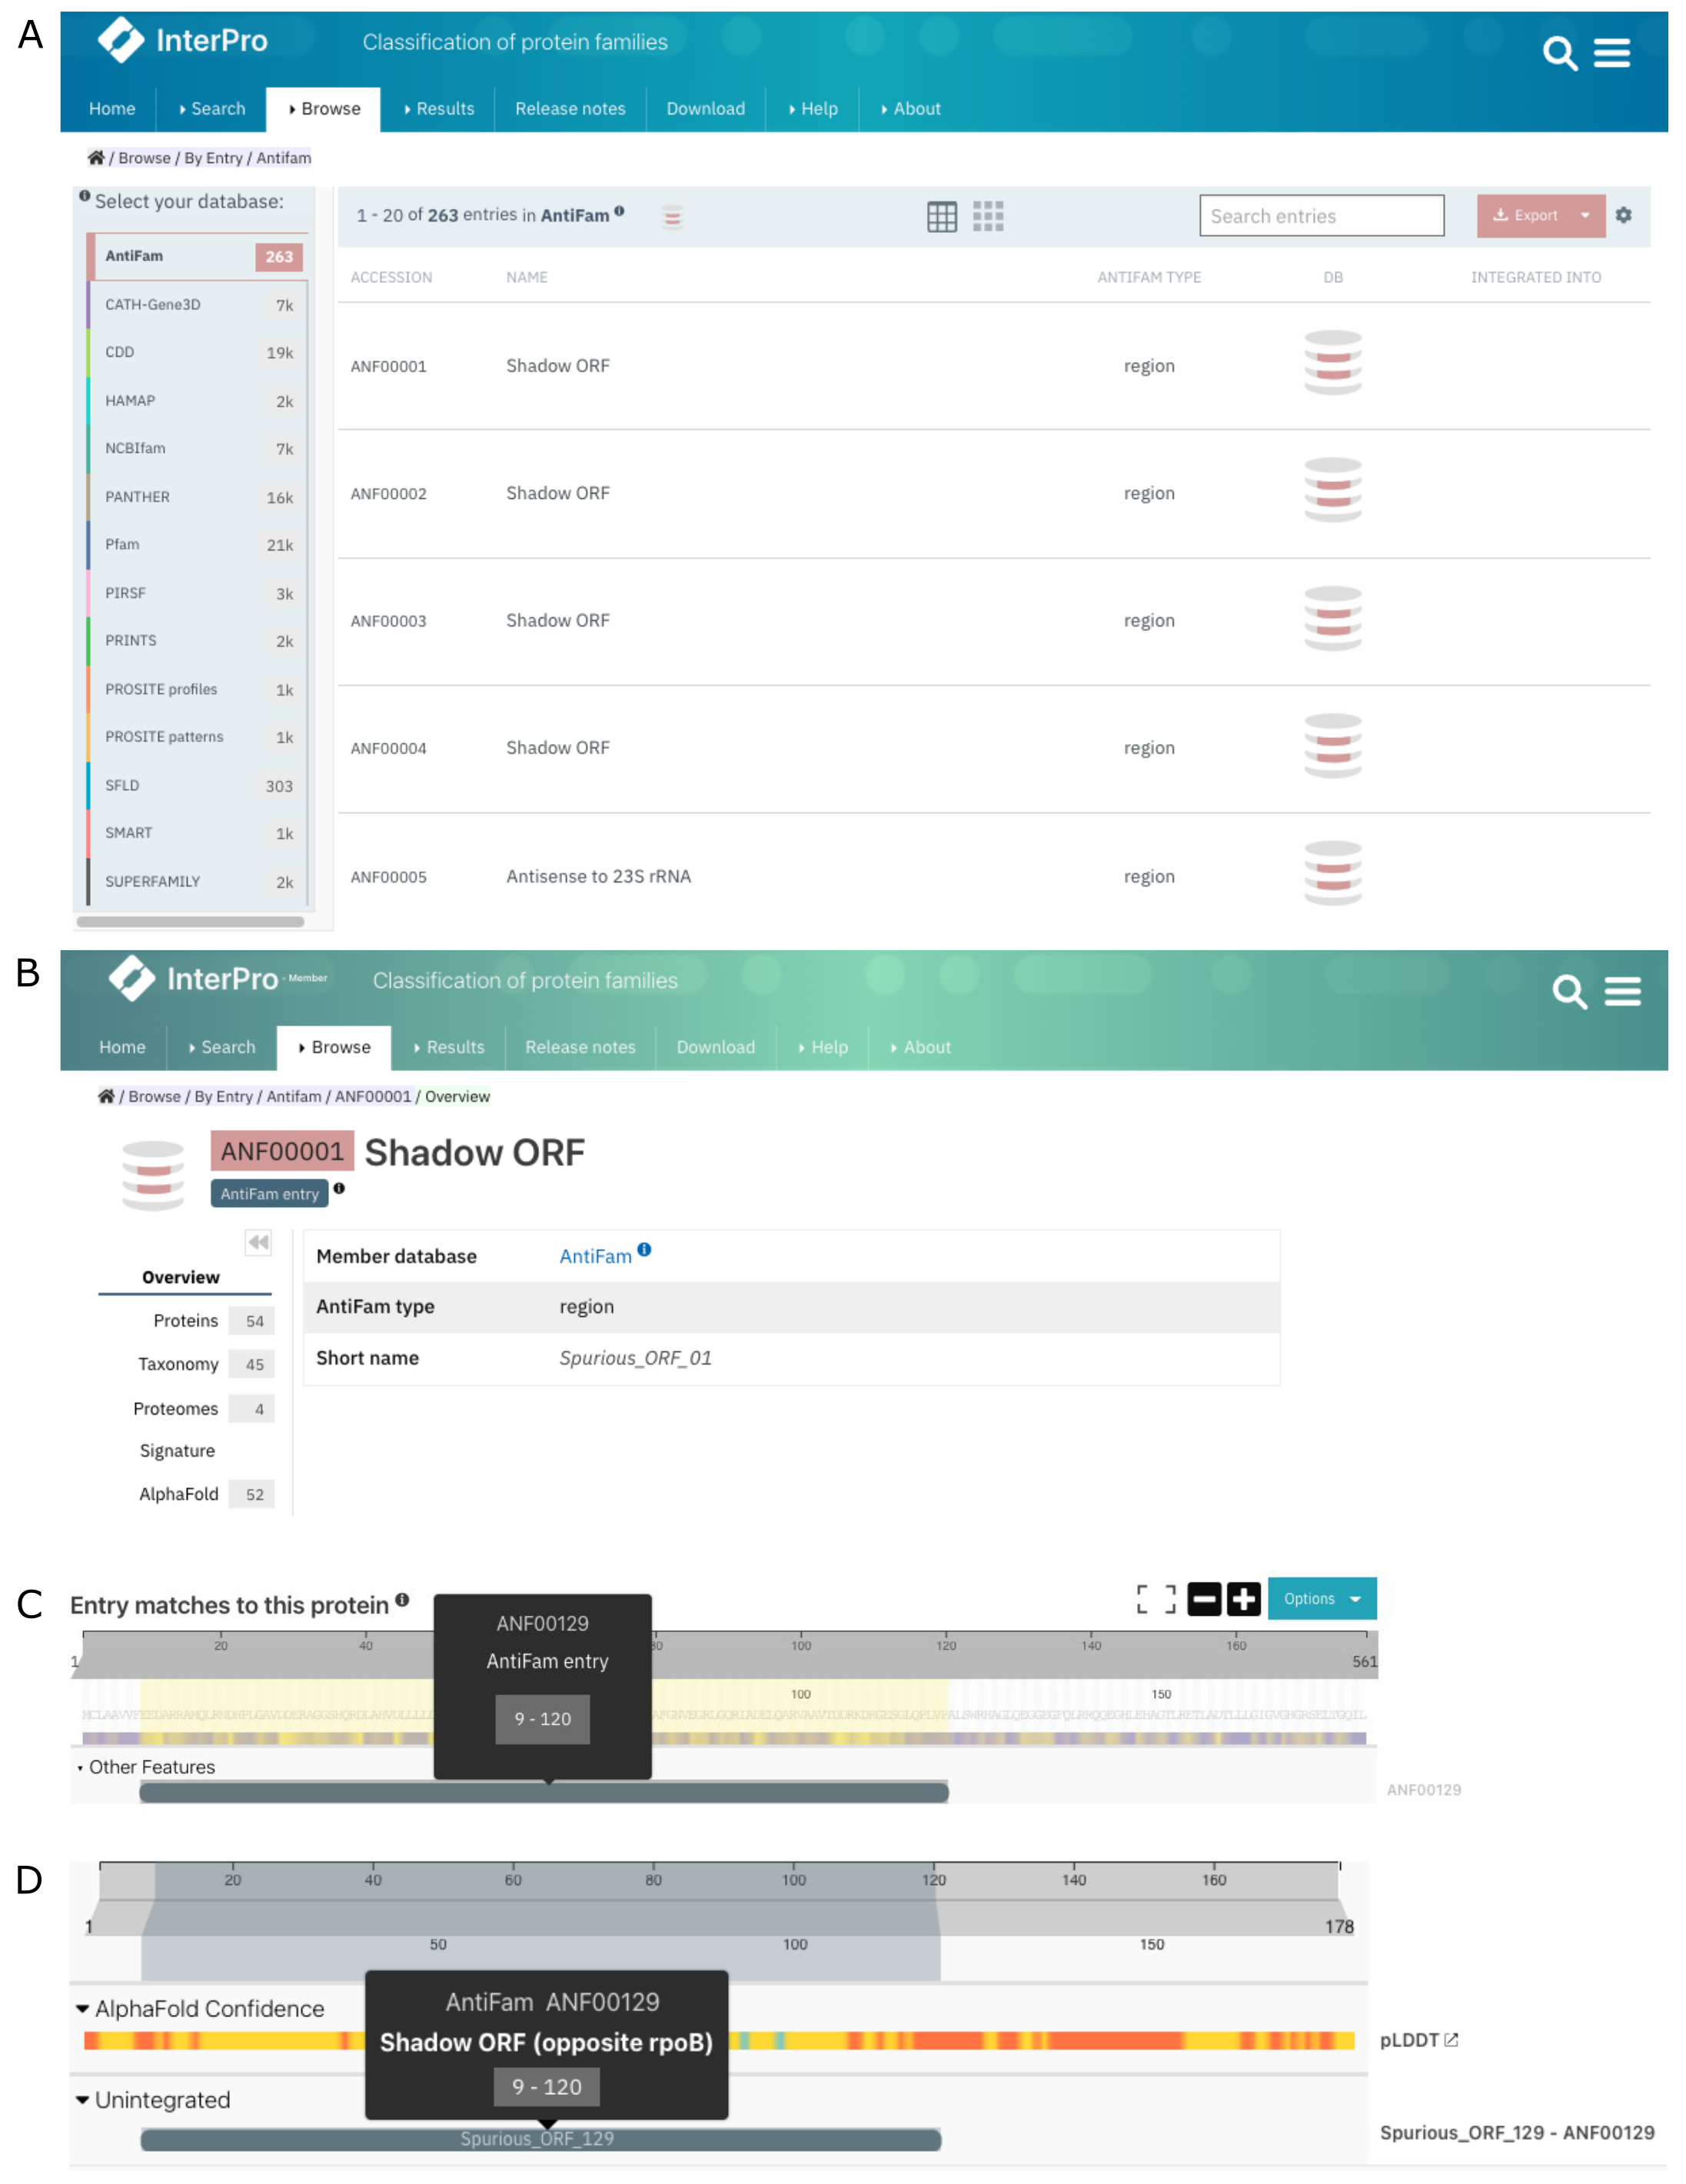 A
InterPro
Classification of protein families
Home
Search
Browse
Results
Release notes
Download
Help
About
/ Browse / By Entry / Antifam
Select your database:
1 - 20 of 263 entries in AntiFam
Search entries
Export
AntiFam 263
CATH-Gene3D 7k
CDD 19k
HAMAP 2k
NCBIfam 7k
PANTHER 16k
Pfam 21k
PIRSF 3k
PRINTS 2k
PROSITE profiles 1k
PROSITE patterns 1k
SFLD 303
SMART 1k
SUPERFAMILY 2k
ACCESSION NAME ANTIFAM TYPE DB INTEGRATED INTO
ANF00001 Shadow ORF region
ANF00002 Shadow ORF region
ANF00003 Shadow ORF region
ANF00004 Shadow ORF region
ANF00005 Antisense to 23S rRNA region
B
InterPro - Member
Classification of protein families
Home
Search
Browse
Results
Release notes
Download
Help
About
/ Browse / By Entry / Antifam / ANF00001 / Overview
ANF00001 Shadow ORF
AntiFam entry
Overview
Proteins 54
Taxonomy 45
Proteomes 4
Signature
AlphaFold 52
Member database AntiFam
AntiFam type region
Short name Spurious_ORF_01
C
Entry matches to this protein
Options
20 40 80 100 120 140 160
1 561
100 150
ANF00129
AntiFam entry
9 - 120
Other Features
ANF00129
D
20 40 60 80 100 120 140 160
1 178
50 100 150
AlphaFold Confidence
pLDDT
AntiFam ANF00129
Shadow ORF (opposite rpoB)
9 - 120
Unintegrated
Spurious_ORF_129
Spurious_ORF_129 - ANF00129